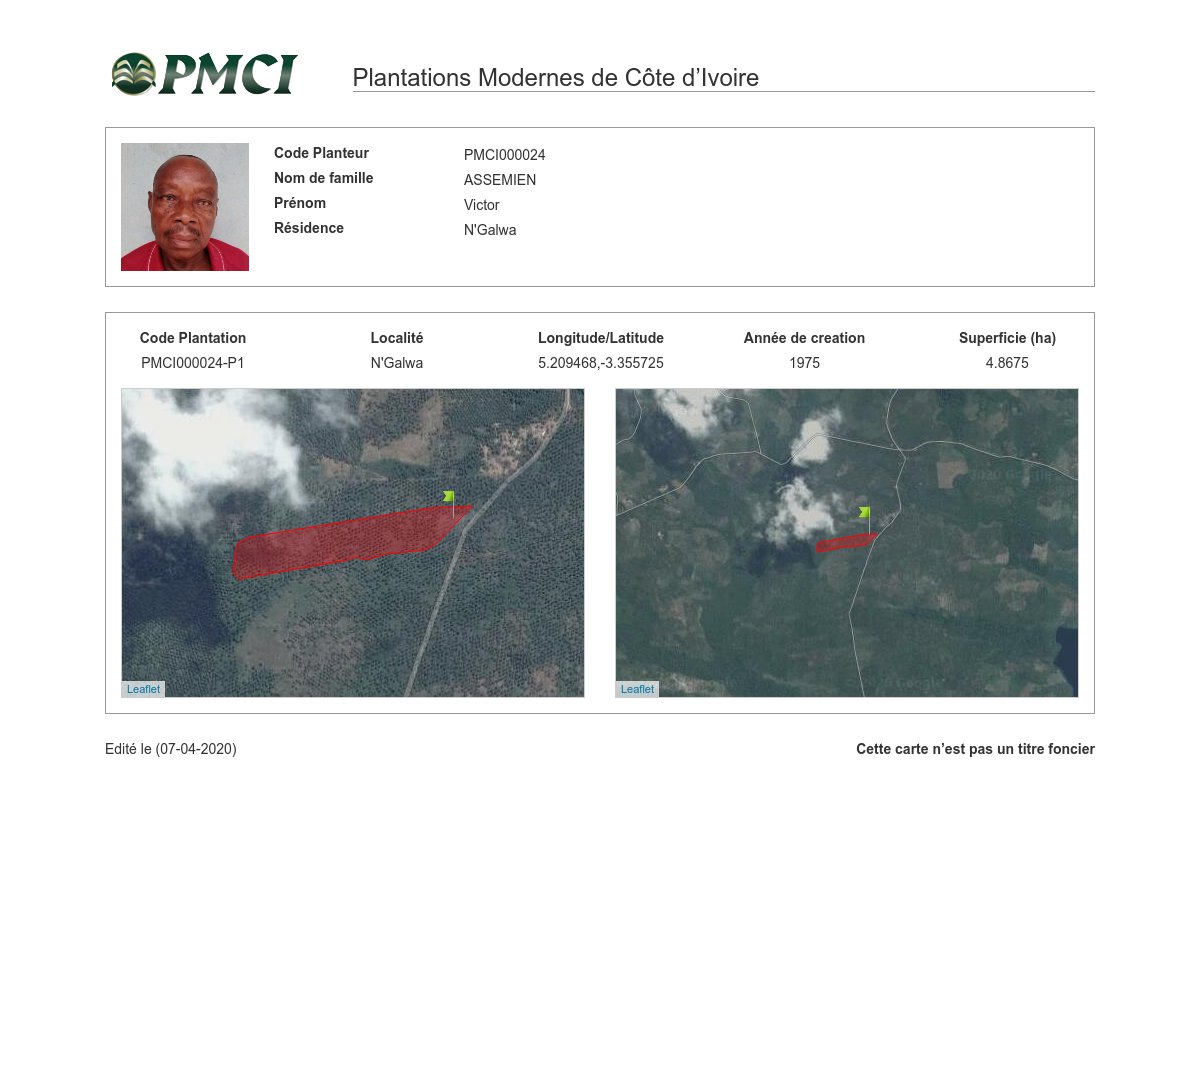 PMCI
Plantations Modernes de Côte d’Ivoire
Code Planteur PMCI000024
Nom de famille ASSEMIEN
Prénom Victor
Résidence N'Galwa
Code Plantation Localité Longitude/Latitude Année de creation Superficie (ha)
PMCI000024-P1 N'Galwa 5.209468,-3.355725 1975 4.8675
Leaflet Leaflet
Edité le (07-04-2020) Cette carte n’est pas un titre foncier